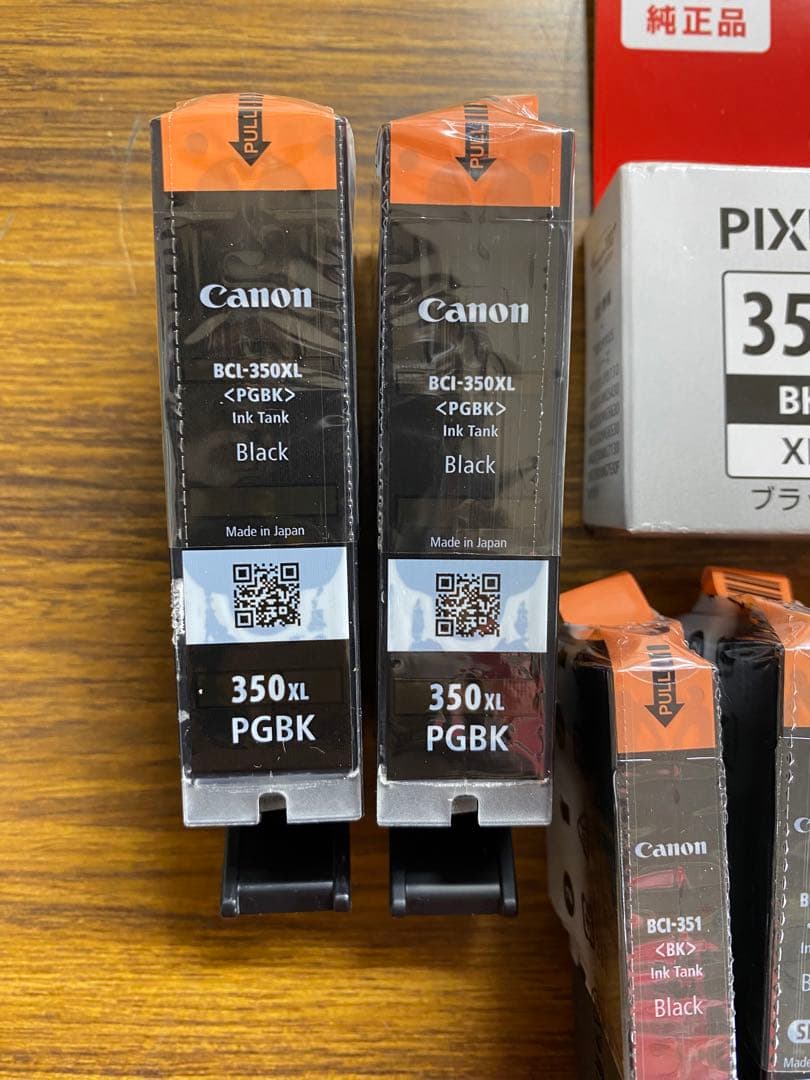 PULL
Canon
BCI-350XL
<PGBK>
Ink Tank
Black
Made in Japan
350XL
PGBK
PULL
Canon
BCI-350XL
<PGBK>
Ink Tank
Black
Made in Japan
350XL
PGBK
純正品
PIX
35
BK
X
ブラ
PULL
Canon
BCI-351
<BK>
Ink Tank
Black
C
B
In
B
Made